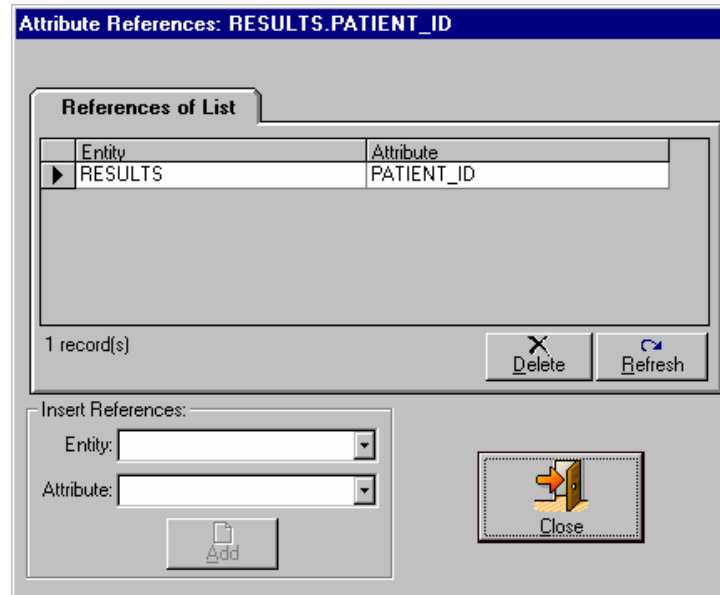 Attribute References: RESULTS.PATIENT_ID
References of List
Entity Attribute
RESULTS PATIENT_ID
1 record(s)
Delete Refresh
Insert References:
Entity:
Attribute:
Add
Close